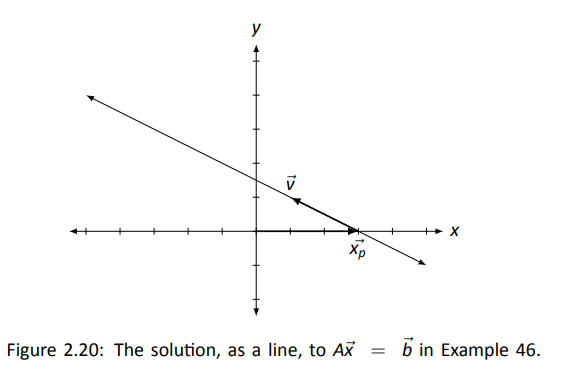 y
v⃗
x
x⃗ₚ
Figure 2.20: The solution, as a line, to Ax⃗ = b⃗ in Example 46.